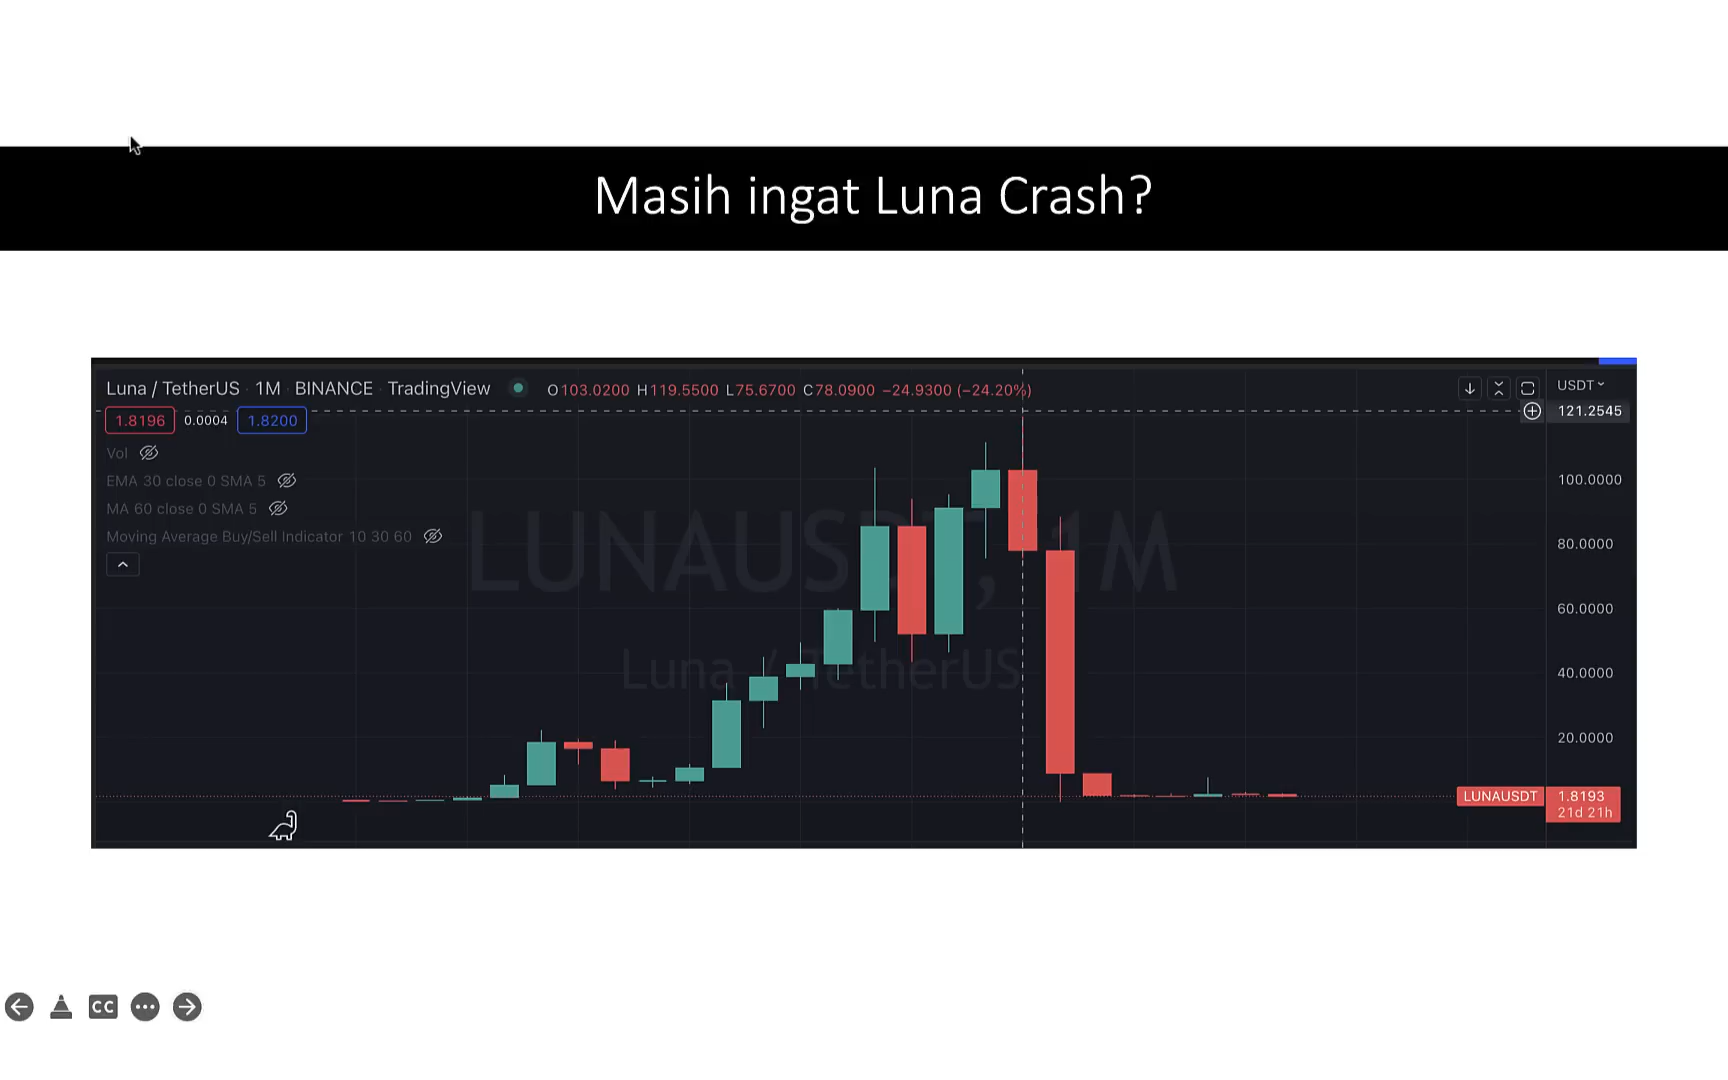 Masih ingat Luna Crash?
Luna / TetherUS · 1M · BINANCE · TradingView O103.0200 H119.5500 L75.6700 C78.0900 −24.9300 (−24.20%) USDT
121.2545
1.8196 0.0004 1.8200
Vol
EMA 30 close 0 SMA 5
100.0000
MA 60 close 0 SMA 5
Moving Average Buy/Sell Indicator 10 30 60
80.0000
LUNAUSDT, 1M
60.0000
Luna / TetherUS
40.0000
20.0000
LUNAUSDT 1.8193
21d 21h
CC